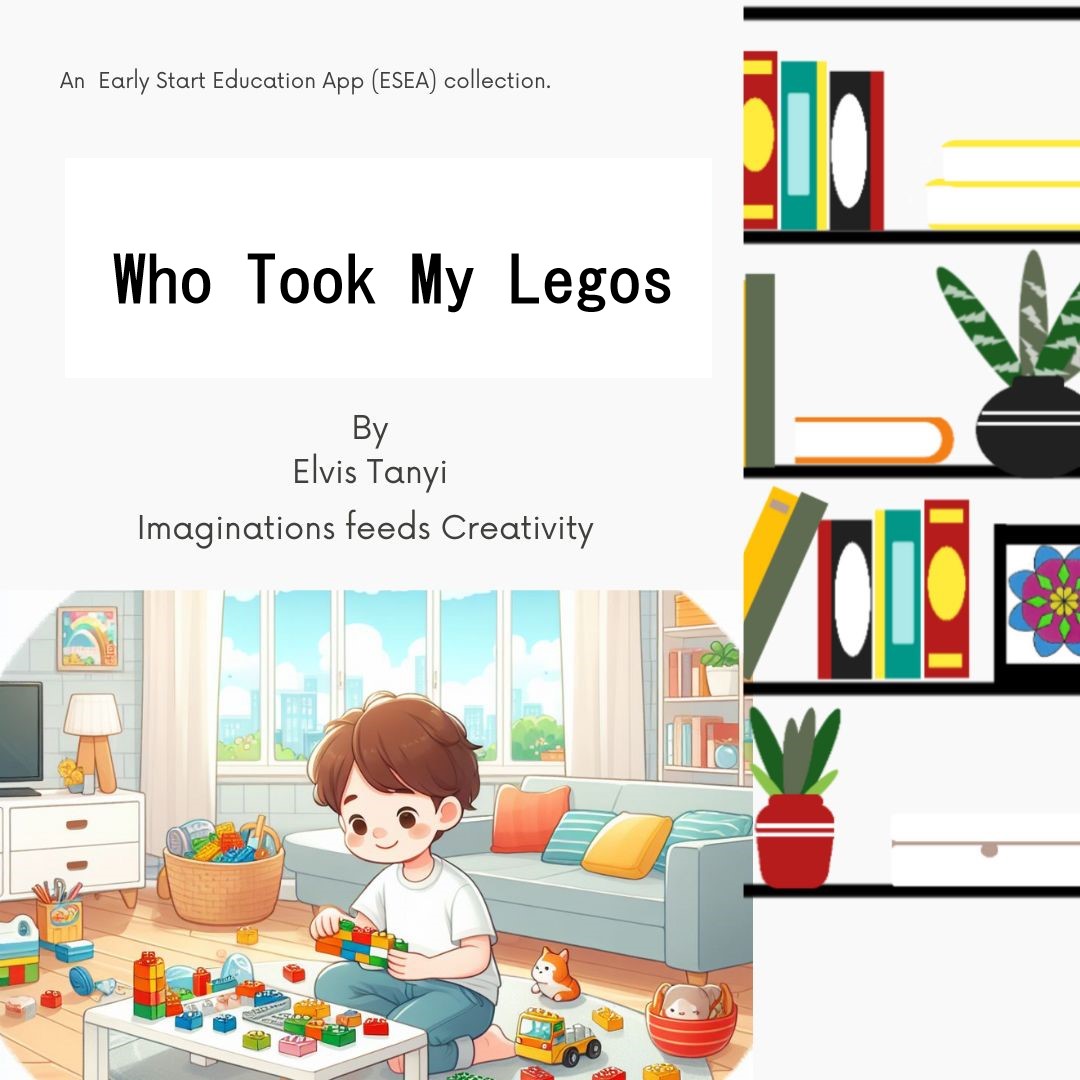 An Early Start Education App (ESEA) collection.
Who Took My Legos
By
Elvis Tanyi
Imaginations feeds Creativity